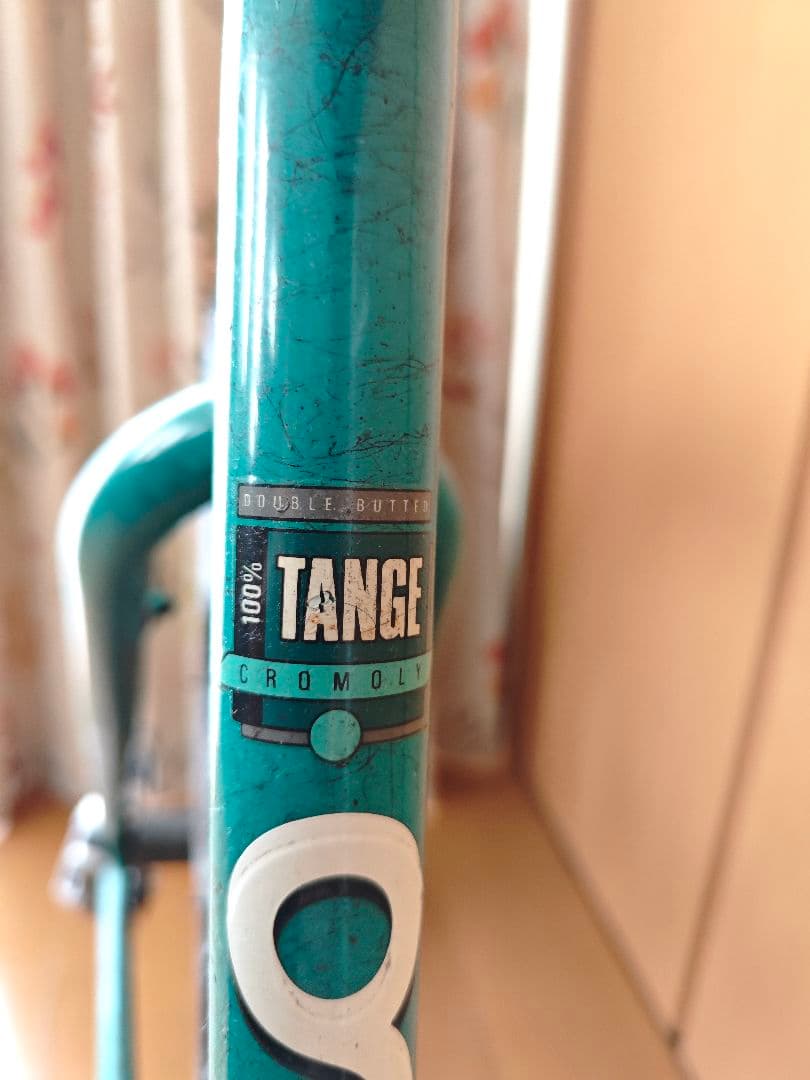 DOUBLE BUTTED
100%
TANGE
CROMOLY